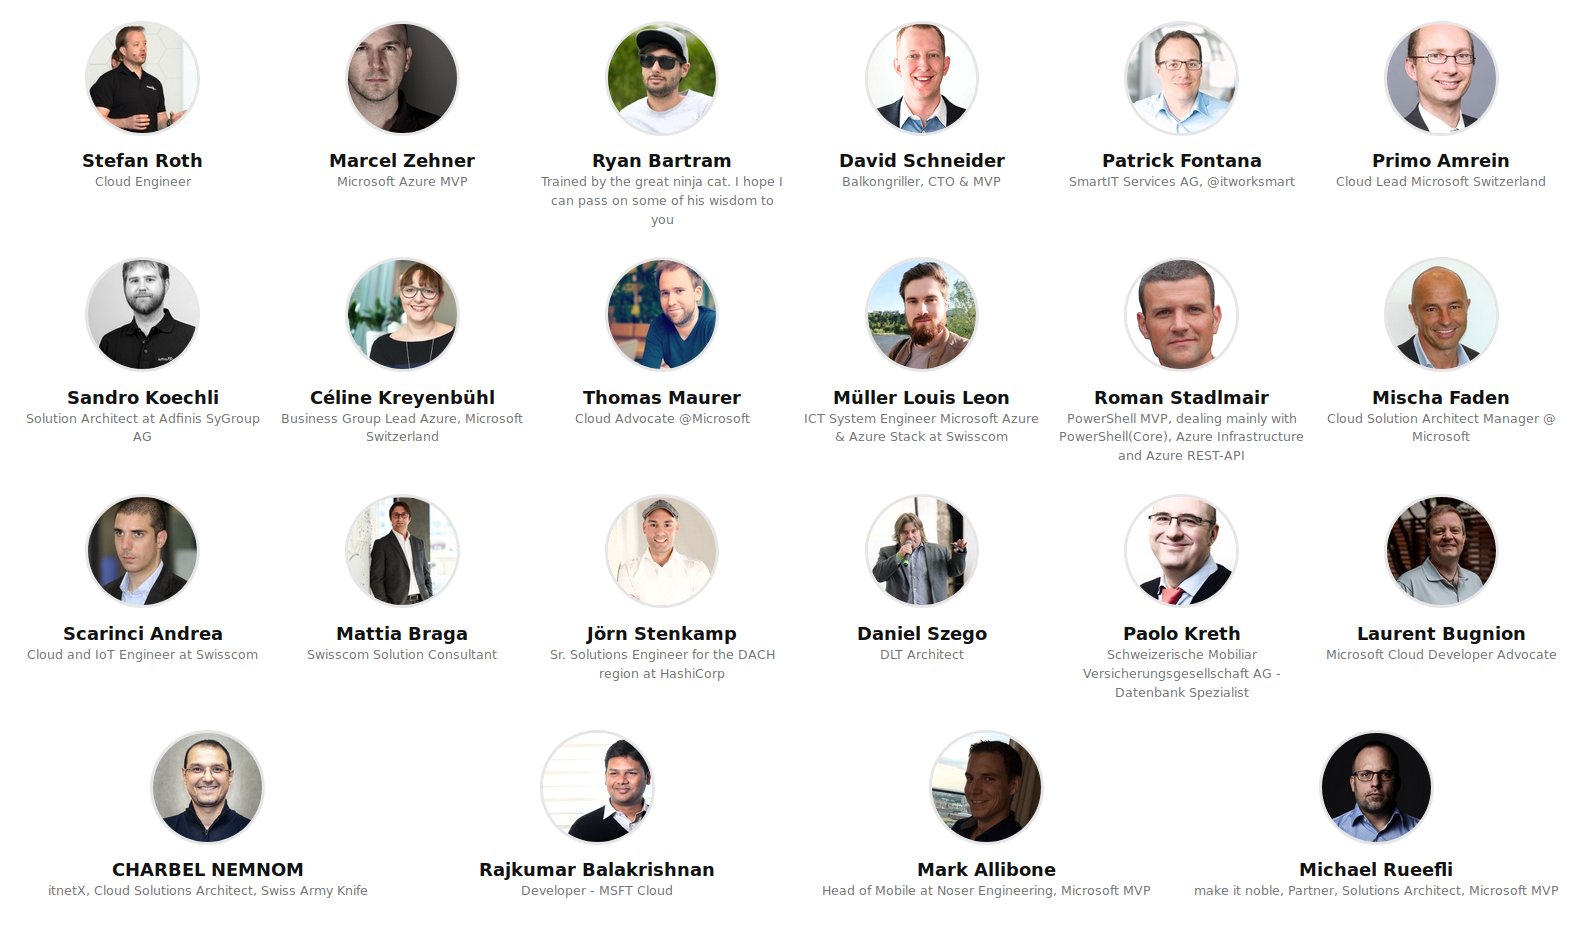 Stefan Roth
Cloud Engineer
Marcel Zehner
Microsoft Azure MVP
Ryan Bartram
Trained by the great ninja cat. I hope I
can pass on some of his wisdom to
you
David Schneider
Balkongriller, CTO & MVP
Patrick Fontana
SmartIT Services AG, @itworksmart
Primo Amrein
Cloud Lead Microsoft Switzerland
Sandro Koechli
Solution Architect at Adfinis SyGroup
AG
Céline Kreyenbühl
Business Group Lead Azure, Microsoft
Switzerland
Thomas Maurer
Cloud Advocate @Microsoft
Müller Louis Leon
ICT System Engineer Microsoft Azure
& Azure Stack at Swisscom
Roman Stadlmair
PowerShell MVP, dealing mainly with
PowerShell(Core), Azure Infrastructure
and Azure REST-API
Mischa Faden
Cloud Solution Architect Manager @
Microsoft
Scarinci Andrea
Cloud and IoT Engineer at Swisscom
Mattia Braga
Swisscom Solution Consultant
Jörn Stenkamp
Sr. Solutions Engineer for the DACH
region at HashiCorp
Daniel Szego
DLT Architect
Paolo Kreth
Schweizerische Mobiliar
Versicherungsgesellschaft AG -
Datenbank Spezialist
Laurent Bugnion
Microsoft Cloud Developer Advocate
CHARBEL NEMNOM
itnetX, Cloud Solutions Architect, Swiss Army Knife
Rajkumar Balakrishnan
Developer - MSFT Cloud
Mark Allibone
Head of Mobile at Noser Engineering, Microsoft MVP
Michael Rueefli
make it noble, Partner, Solutions Architect, Microsoft MVP